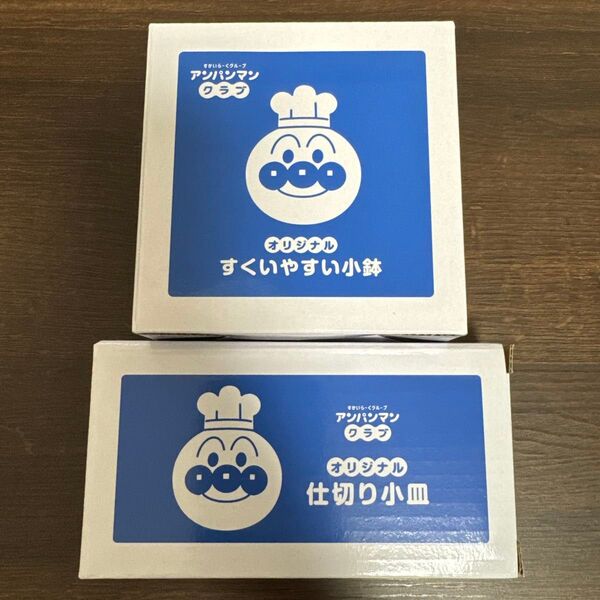 すかいらーくグループ
アンパンマン
クラブ
オリジナル
すくいやすい小鉢
すかいらーくグループ
アンパンマン
クラブ
オリジナル
仕切り小皿